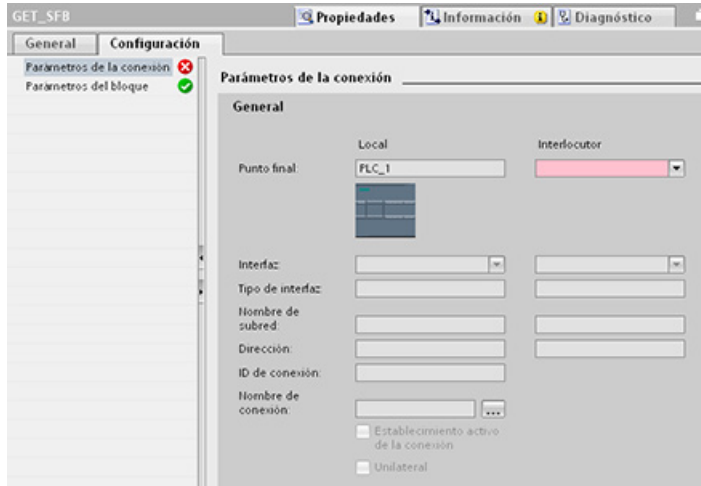 GET_SFB
Propiedades
Información
Diagnóstico
General
Configuración
Parámetros de la conexión
Parámetros del bloque
Parámetros de la conexión
General
Local
Interlocutor
Punto final:
PLC_1
Interfaz:
Tipo de interfaz:
Nombre de
subred:
Dirección:
ID de conexión:
Nombre de
conexión:
...
Establecimiento activo
de la conexión
Unilateral